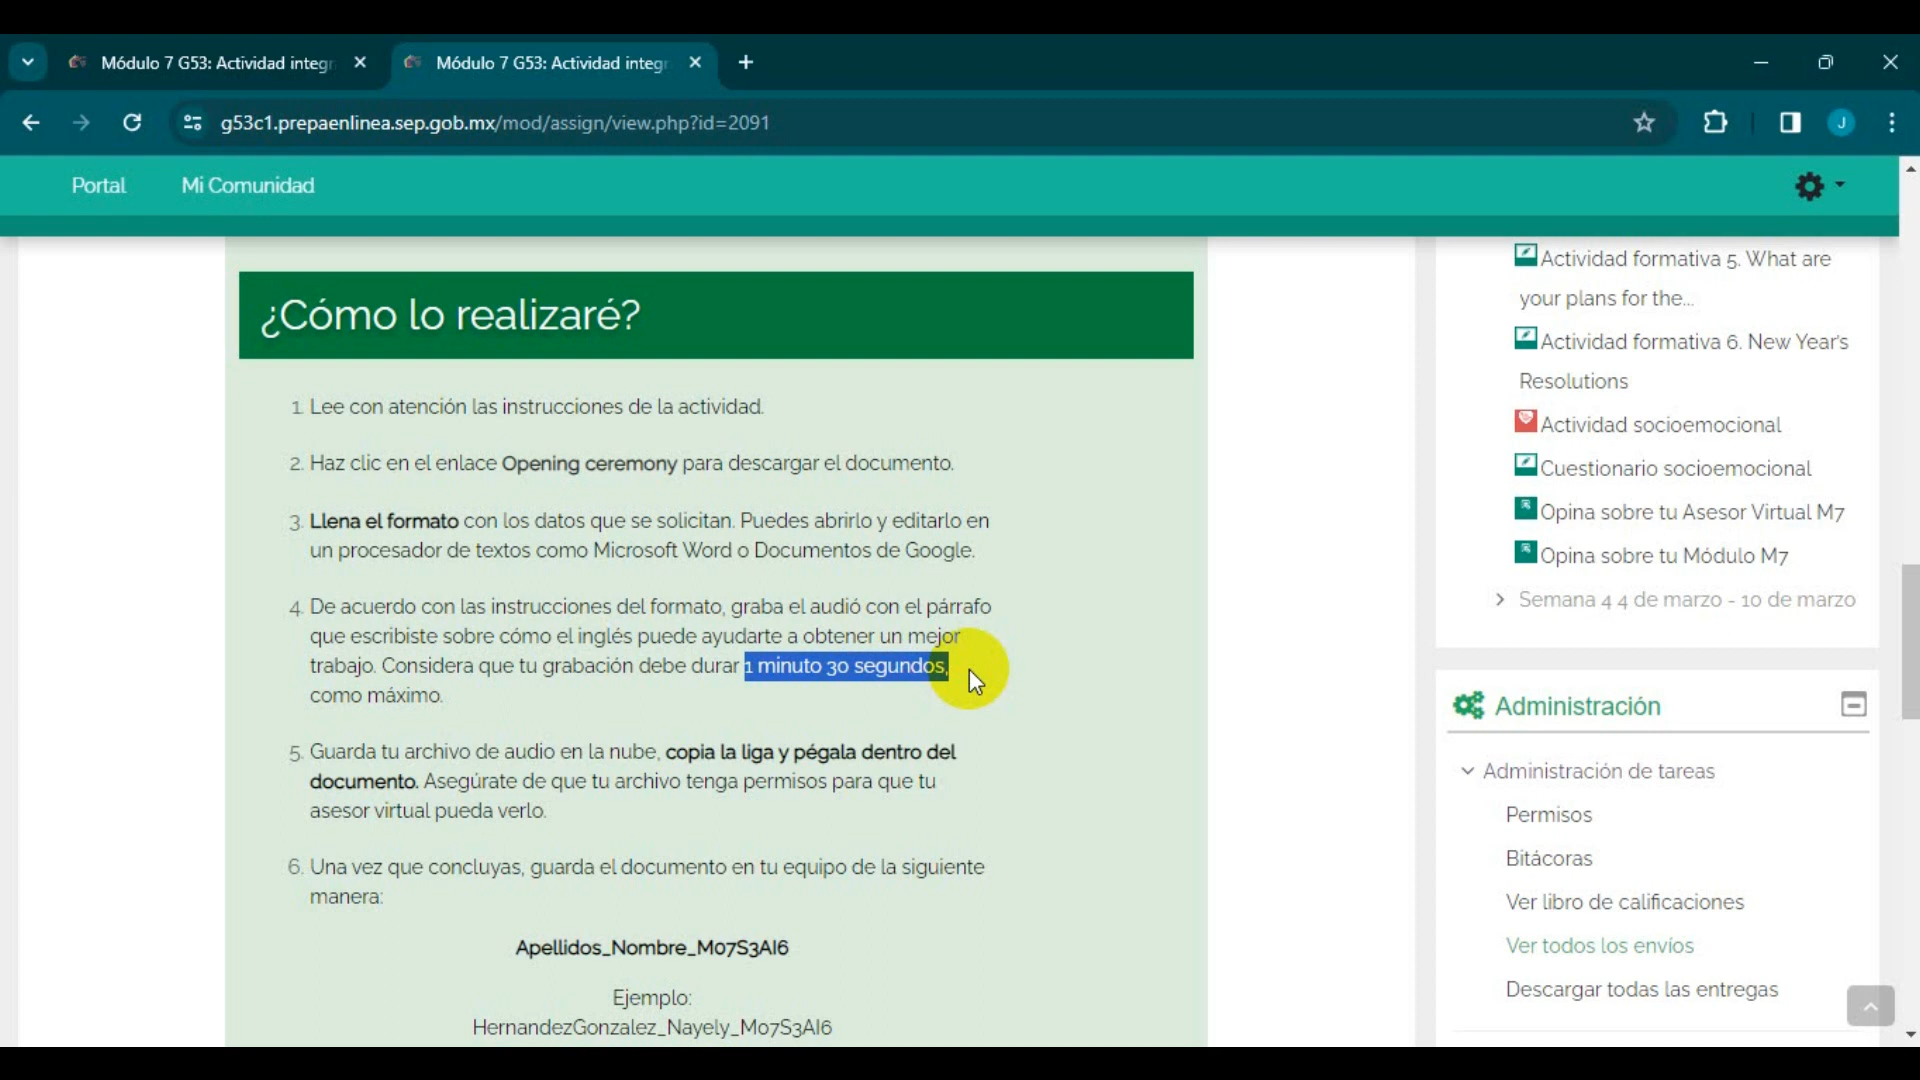 Módulo 7 G53: Actividad integr
Módulo 7 G53: Actividad integr
g53c1.prepaenlinea.sep.gob.mx/mod/assign/view.php?id=2091
J
Portal
Mi Comunidad
¿Cómo lo realizaré?
1. Lee con atención las instrucciones de la actividad.
2. Haz clic en el enlace Opening ceremony para descargar el documento.
3. Llena el formato con los datos que se solicitan. Puedes abrirlo y editarlo en
un procesador de textos como Microsoft Word o Documentos de Google.
4. De acuerdo con las instrucciones del formato, graba el audió con el párrafo
que escribiste sobre cómo el inglés puede ayudarte a obtener un mejor
trabajo. Considera que tu grabación debe durar 1 minuto 30 segundos,
como máximo.
5. Guarda tu archivo de audio en la nube, copia la liga y pégala dentro del
documento. Asegúrate de que tu archivo tenga permisos para que tu
asesor virtual pueda verlo.
6. Una vez que concluyas, guarda el documento en tu equipo de la siguiente
manera:
Apellidos_Nombre_M07S3AI6
Ejemplo:
HernandezGonzalez_Nayely_M07S3AI6
Actividad formativa 5. What are
your plans for the...
Actividad formativa 6. New Year's
Resolutions
Actividad socioemocional
Cuestionario socioemocional
Opina sobre tu Asesor Virtual M7
Opina sobre tu Módulo M7
Semana 4 4 de marzo - 10 de marzo
Administración
Administración de tareas
Permisos
Bitácoras
Ver libro de calificaciones
Ver todos los envíos
Descargar todas las entregas